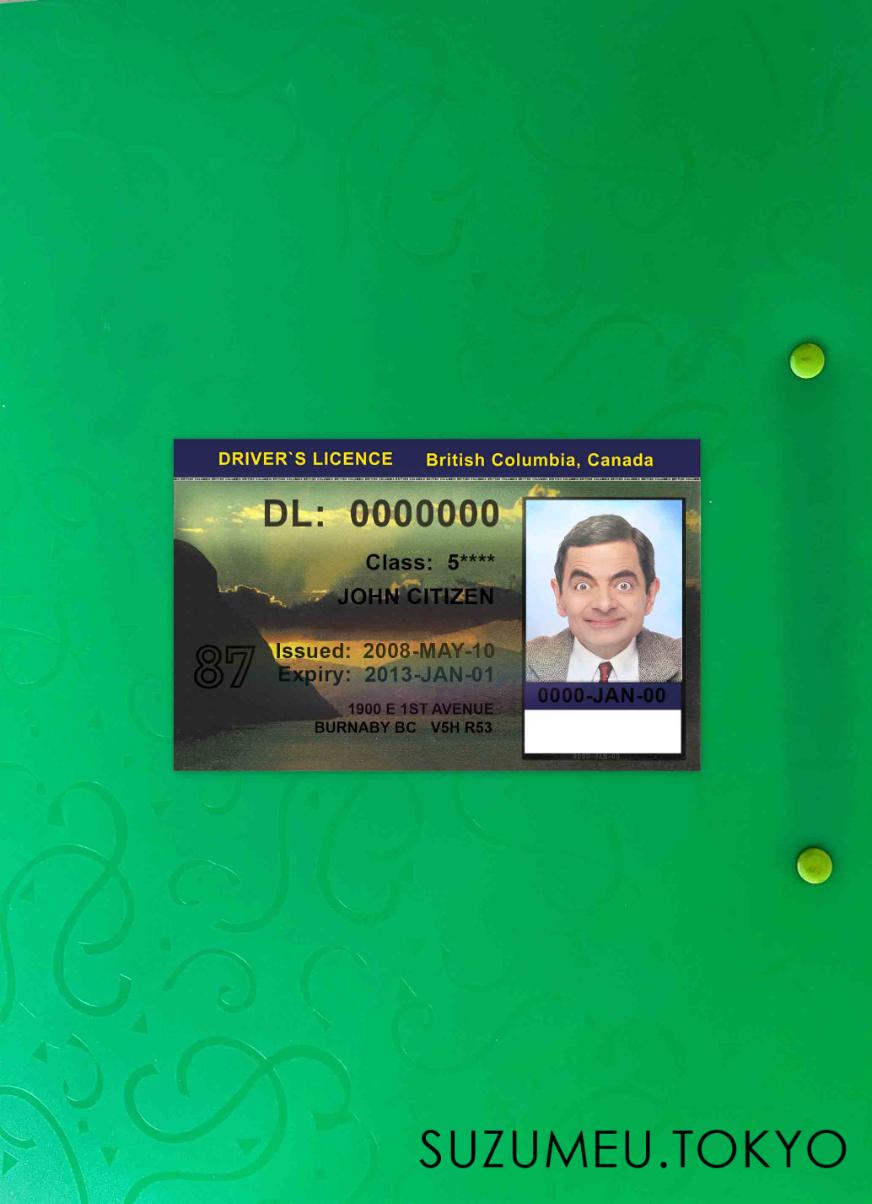 DRIVER`S LICENCE British Columbia, Canada
DL: 0000000
Class: 5****
JOHN CITIZEN
87
Issued: 2008-MAY-10
Expiry: 2013-JAN-01
1900 E 1ST AVENUE
BURNABY BC V5H R53
0000-JAN-00
SUZUMEU.TOKYO